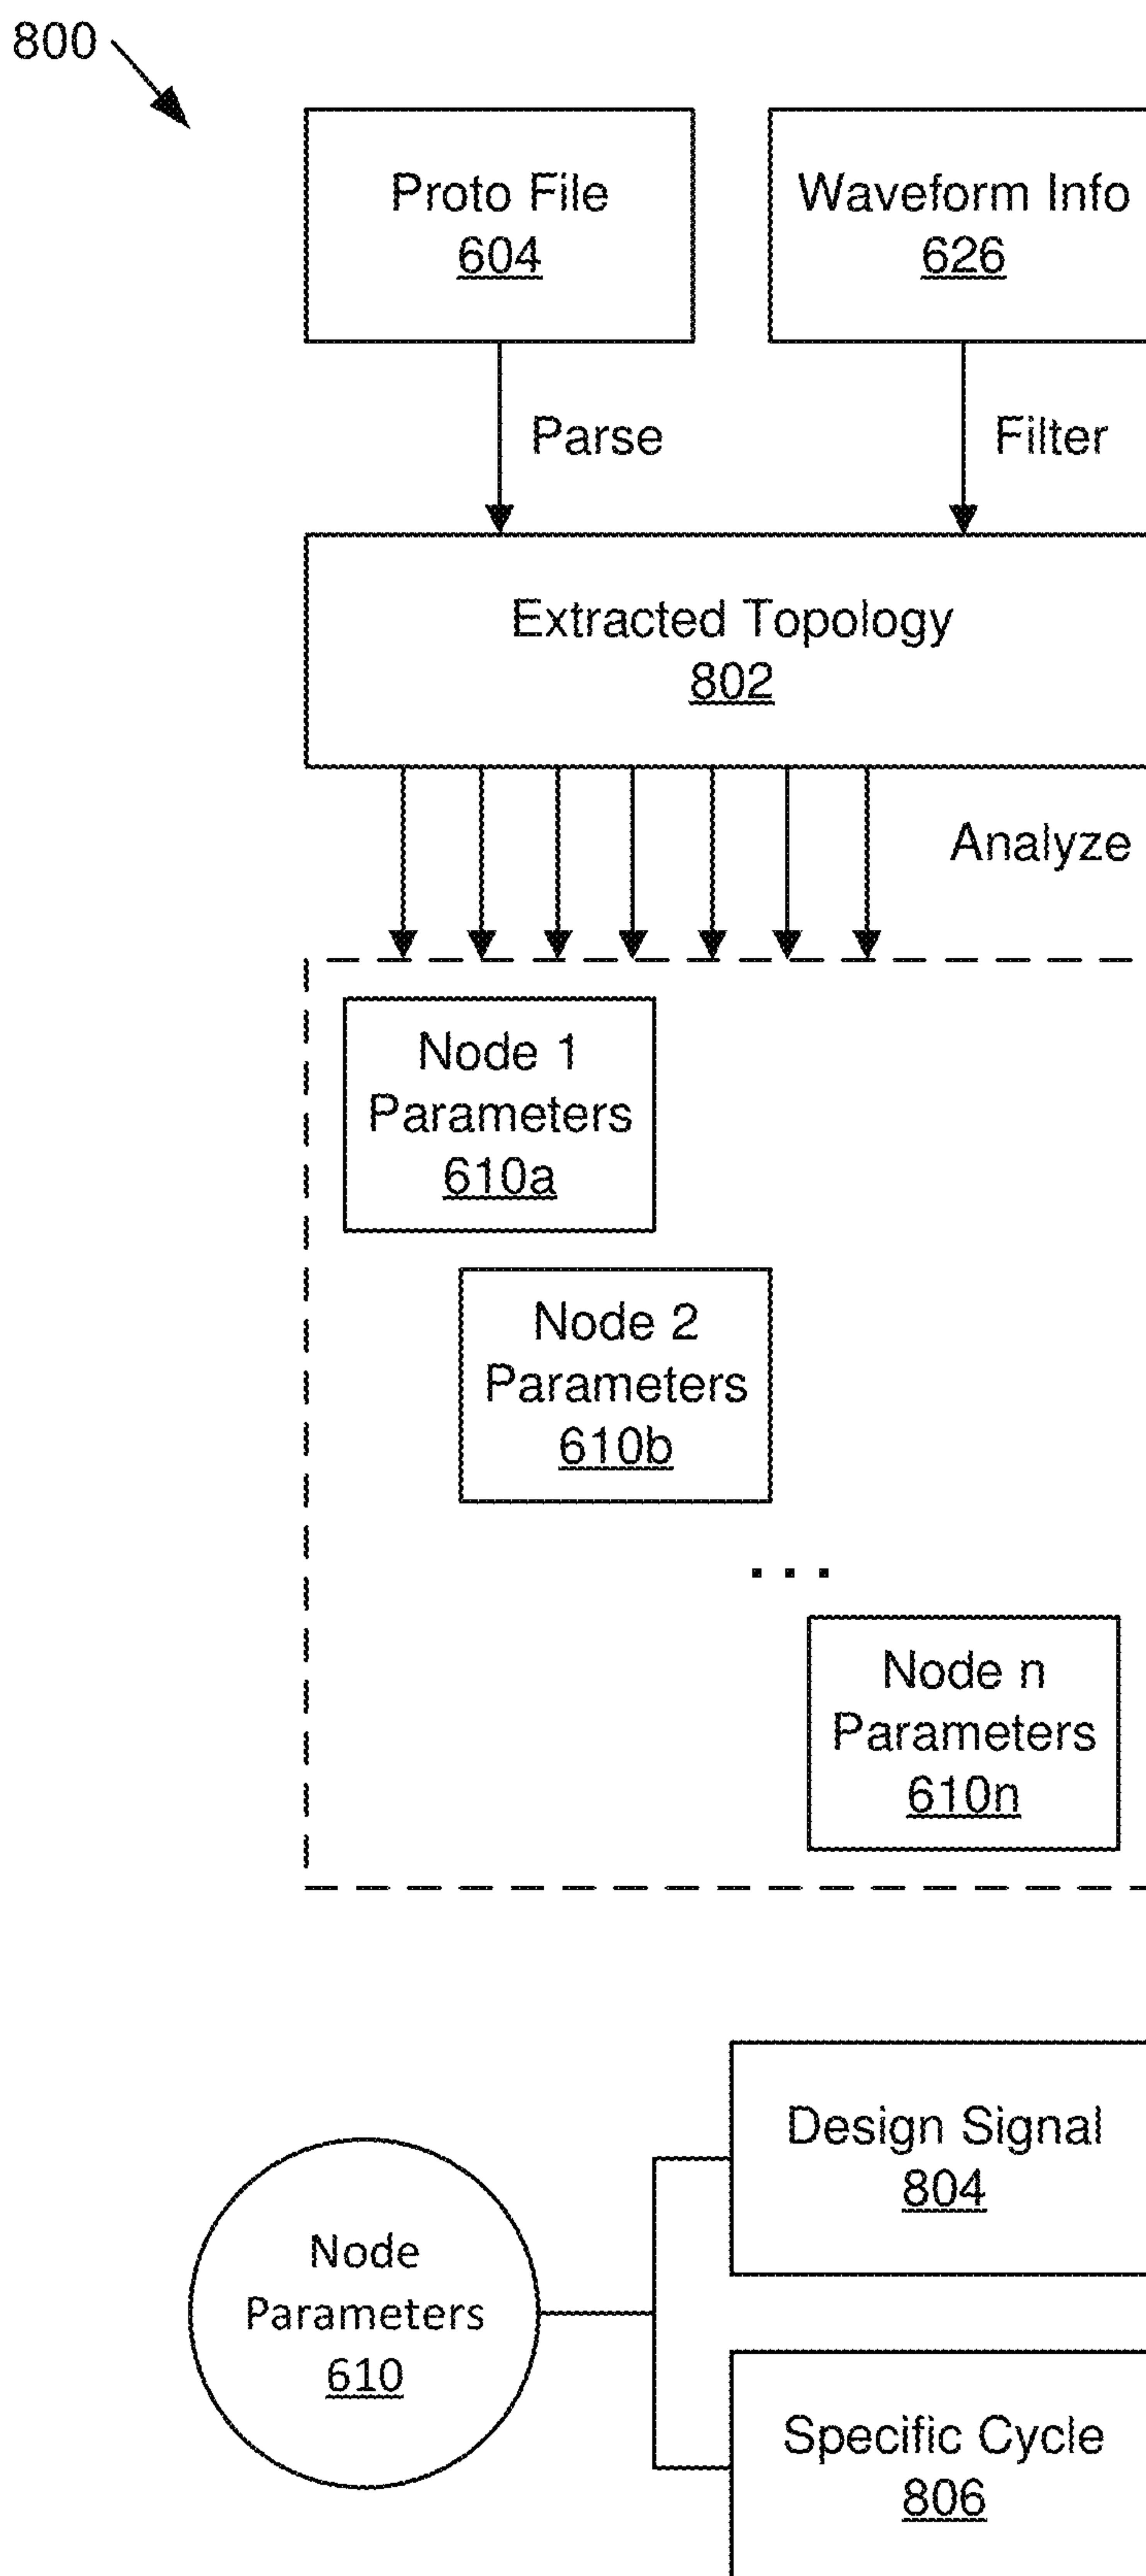 800
Proto File
604
Waveform Info
626
Parse
Filter
Extracted Topology
802
Analyze
Node 1
Parameters
610a
Node 2
Parameters
610b
...
Node n
Parameters
610n
Design Signal
804
Node
Parameters
610
Specific Cycle
806